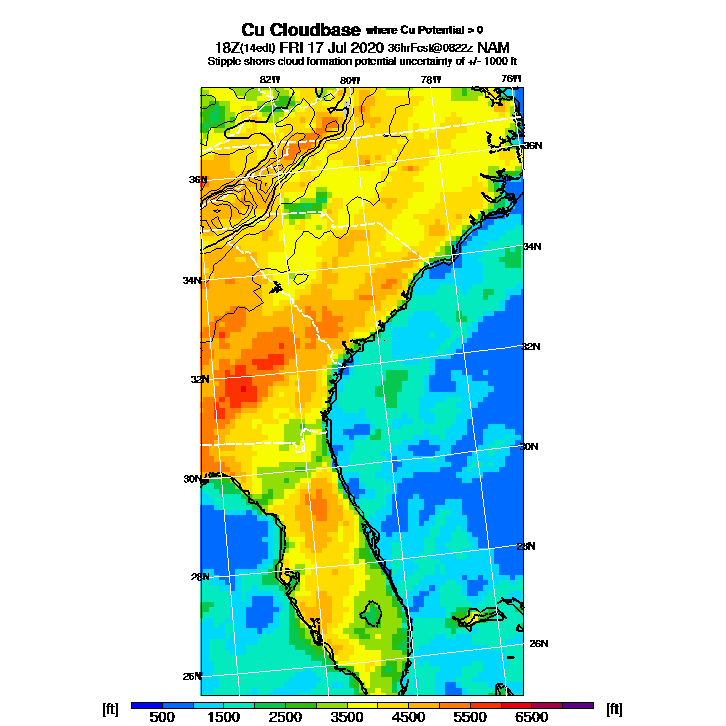 Cu Cloudbase where Cu Potential > 0
18Z(14edt) FRI 17 Jul 2020 36hrFcst@0822z NAM
Stipple shows cloud formation potential uncertainty of +/- 1000 ft
82W 80W 78W 76W
36N
36N
34N
34N
32N
32N
30N
30N
28N
28N
26N
26N
[ft] [ft]
500 1500 2500 3500 4500 5500 6500